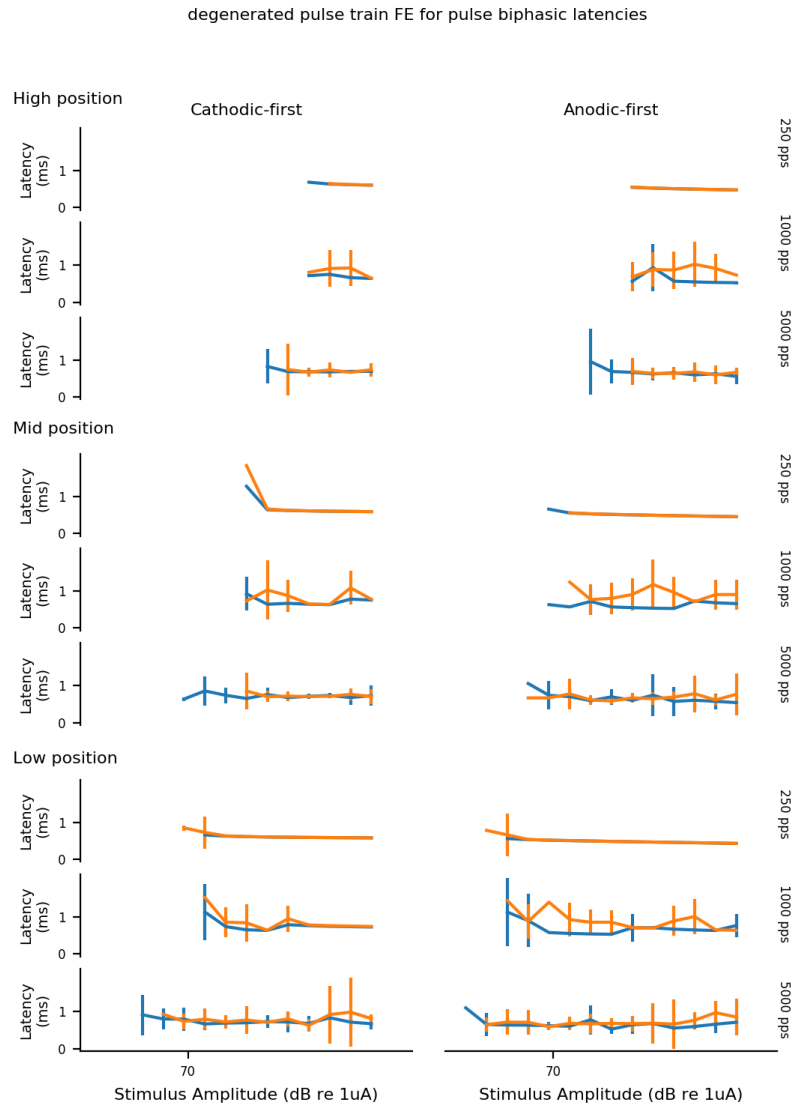 degenerated pulse train FE for pulse biphasic latencies
High position
Cathodic-first
Anodic-first
Latency
(ms)
1
0
250 pps
Latency
(ms)
1
0
1000 pps
Latency
(ms)
1
0
5000 pps
Mid position
Latency
(ms)
1
0
250 pps
Latency
(ms)
1
0
1000 pps
Latency
(ms)
1
0
5000 pps
Low position
Latency
(ms)
1
0
250 pps
Latency
(ms)
1
0
1000 pps
Latency
(ms)
1
0
5000 pps
70
70
Stimulus Amplitude (dB re 1uA)
Stimulus Amplitude (dB re 1uA)